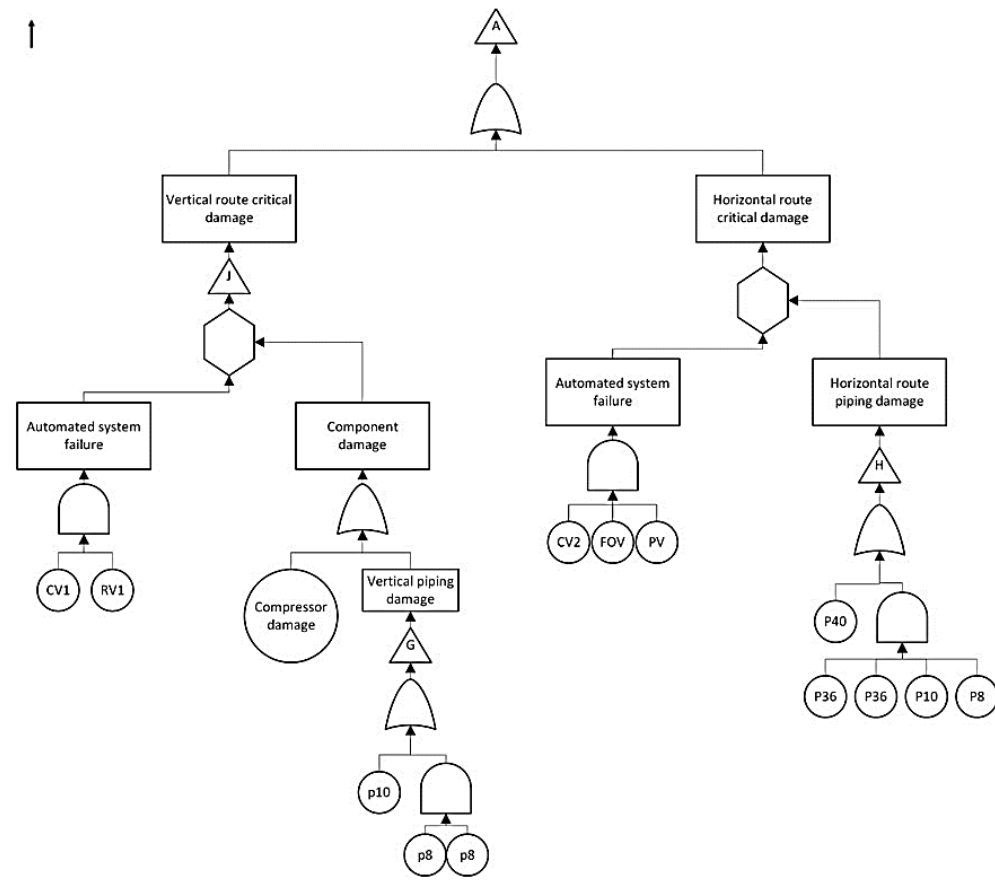 A
Vertical route critical
damage
Horizontal route
critical damage
J
Automated system
failure
Component
damage
Automated system
failure
Horizontal route
piping damage
H
CV2
FOV
PV
CV1
RV1
Compressor
damage
Vertical piping
damage
P40
G
P36
P36
P10
P8
p10
p8
p8